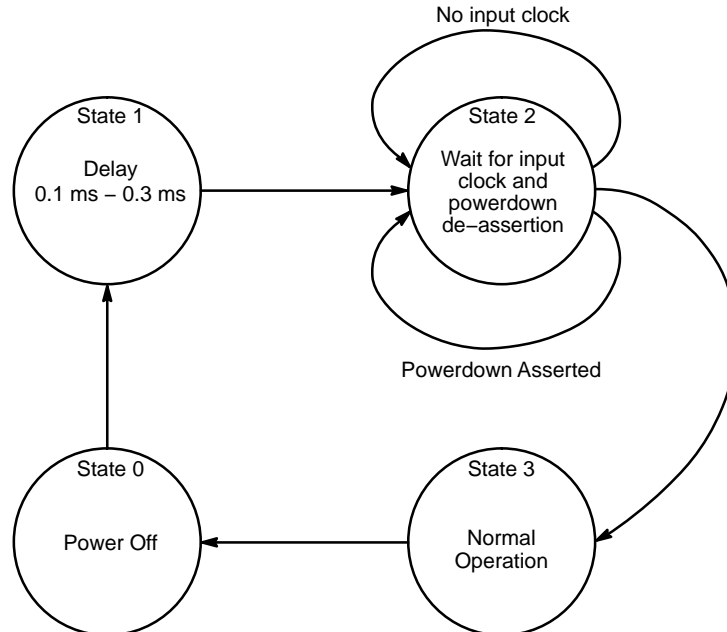 No input clock
State 1
Delay
0.1 ms – 0.3 ms
State 2
Wait for input
clock and
powerdown
de–assertion
Powerdown Asserted
State 0
Power Off
State 3
Normal
Operation